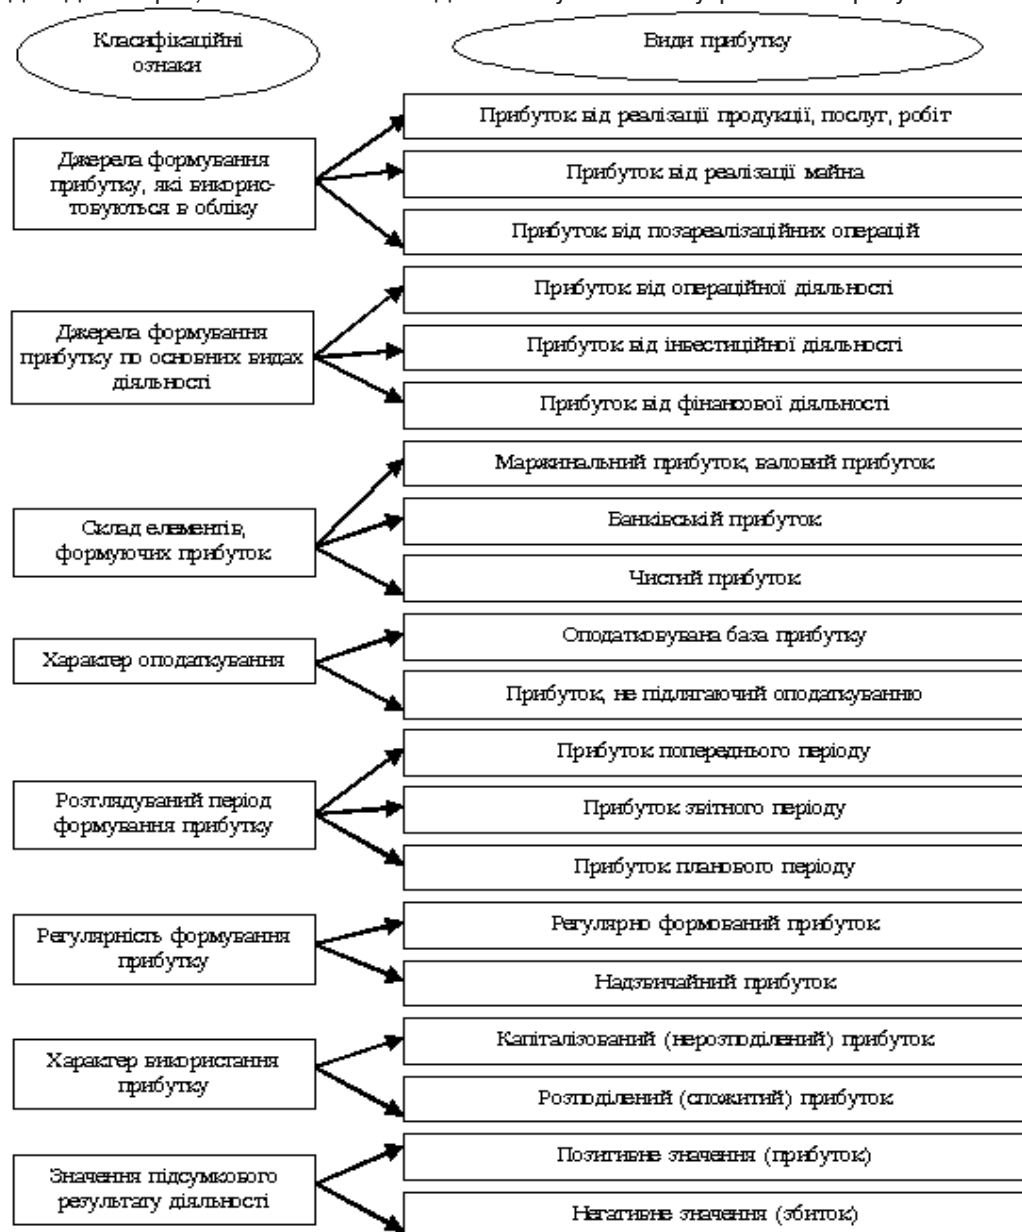 Класифікаційні
ознаки
Види прибутку
Джерела формування
прибутку, які викорис-
товуються в обліку
Прибуток від реалізації продукції, послуг, робіт
Прибуток від реалізації майна
Прибуток від позареалізаційних операцій
Джерела формування
прибутку по основних видах
діяльності
Прибуток від операційної діяльності
Прибуток від інвестиційної діяльності
Прибуток від фінансової діяльності
Склад елементів,
формуючих прибуток
Маржинальний прибуток, валовий прибуток
Банківській прибуток
Чистий прибуток
Характер оподаткування
Оподатковувана база прибутку
Прибуток, не підлягаючий оподаткуванню
Розглядуваний період
формування прибутку
Прибуток попереднього періоду
Прибуток звітного періоду
Прибуток планового періоду
Регулярність формування
прибутку
Регулярно формований прибуток
Надзвичайний прибуток
Характер використання
прибутку
Капіталізований (нерозподілений) прибуток
Розподілений (спожитий) прибуток
Значення підсумкового
результату діяльності
Позитивне значення (прибуток)
Негативне значення (збиток)